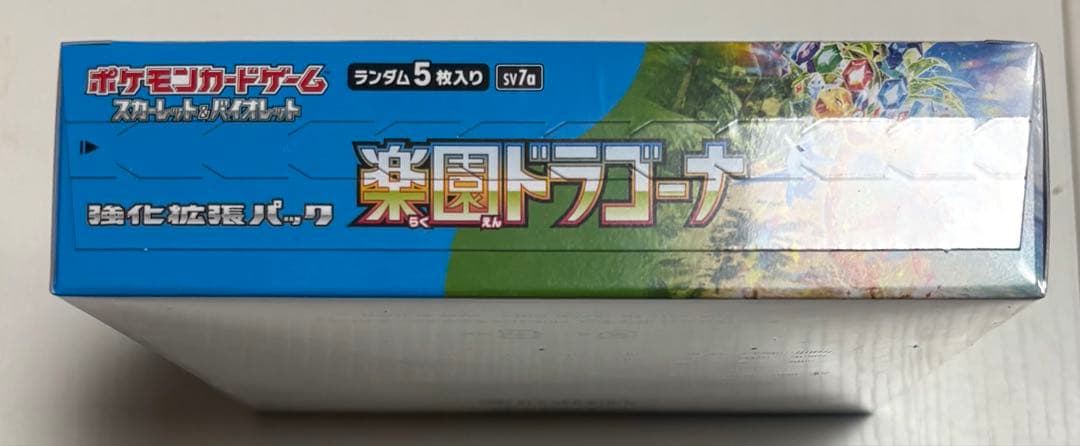 ポケモンカードゲーム
スカーレット&バイオレット
ランダム5枚入り
SV7a
強化拡張パック
楽園ドラゴーナ
らく えん